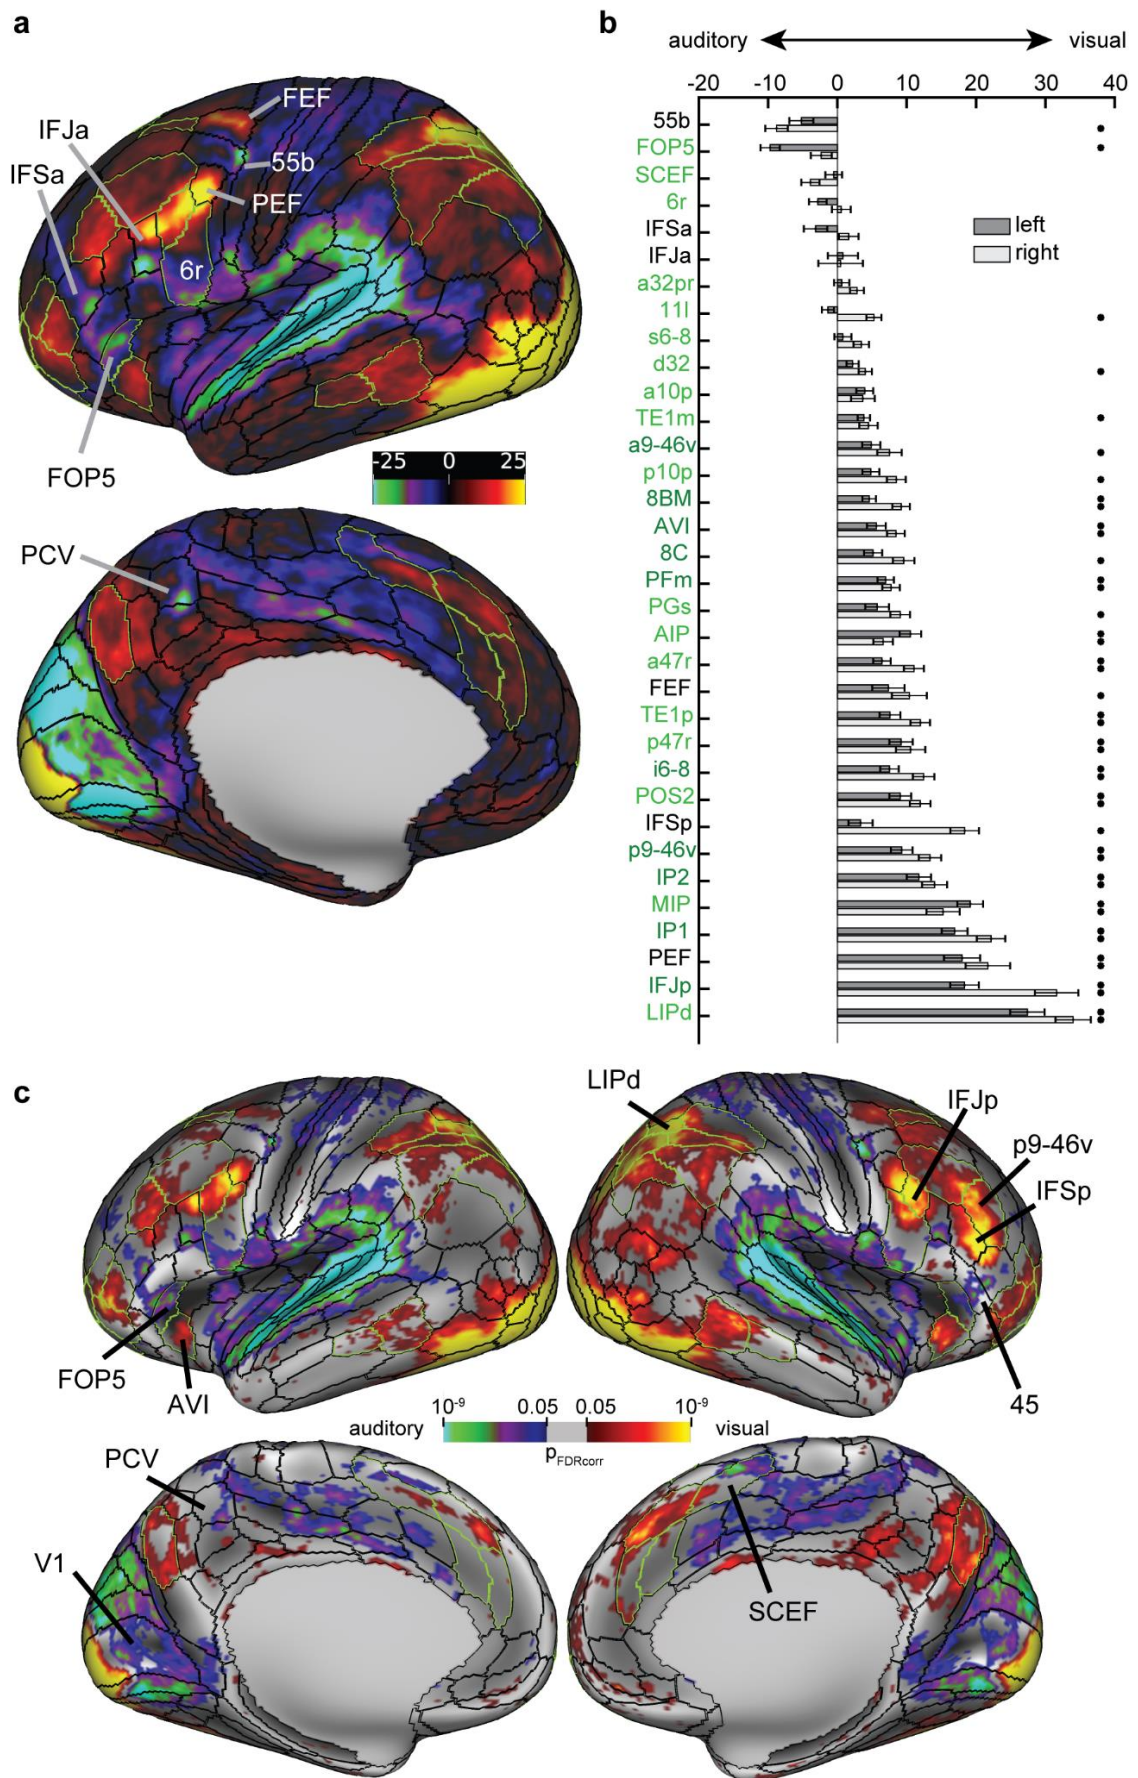 a
FEF
IFJa
IFSa
55b
PEF
6r
FOP5
-25 0 25
PCV
b
auditory visual
-20 -10 0 10 20 30 40
55b
FOP5
SCEF
6r
IFSa
IFJa
a32pr
11l
s6-8
d32
a10p
TE1m
a9-46v
p10p
8BM
AVI
8C
PFm
PGs
AIP
a47r
FEF
TE1p
p47r
i6-8
POS2
IFSp
p9-46v
IP2
MIP
IP1
PEF
IFJp
LIPd
left
right
c
LIPd
IFJp
p9-46v
IFSp
FOP5
AVI
45
10-9 0.05 0.05 10-9
auditory visual
pFDRcorr
PCV
V1
SCEF